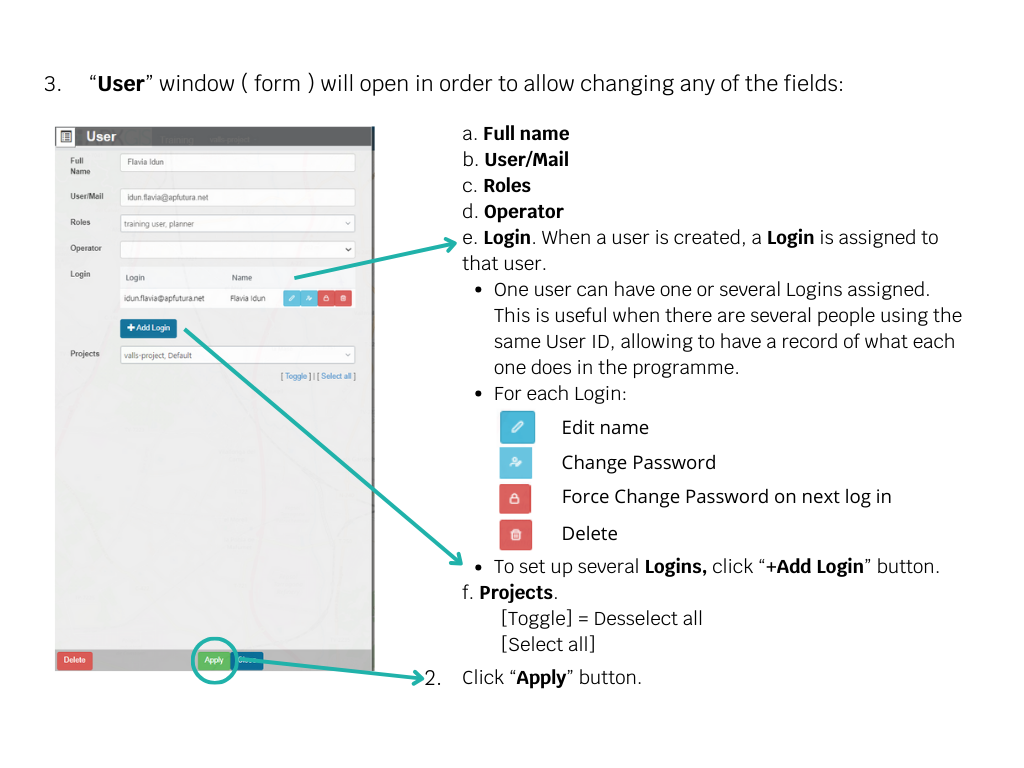 3. “User” window ( form ) will open in order to allow changing any of the fields:
User
Full Name
Flavia Idun
User/Mail
idun.flavia@apfutura.net
Roles
training user, planner
Operator
Login
Login Name
idun.flavia@apfutura.net Flavia Idun
+ Add Login
Projects
valls-project, Default
[ Toggle ] | [ Select all ]
Delete
Apply
a. Full name
b. User/Mail
c. Roles
d. Operator
e. Login. When a user is created, a Login is assigned to
that user.
• One user can have one or several Logins assigned.
This is useful when there are several people using the
same User ID, allowing to have a record of what each
one does in the programme.
• For each Login:
Edit name
Change Password
Force Change Password on next log in
Delete
• To set up several Logins, click “+Add Login” button.
f. Projects.
[Toggle] = Desselect all
[Select all]
2. Click “Apply” button.